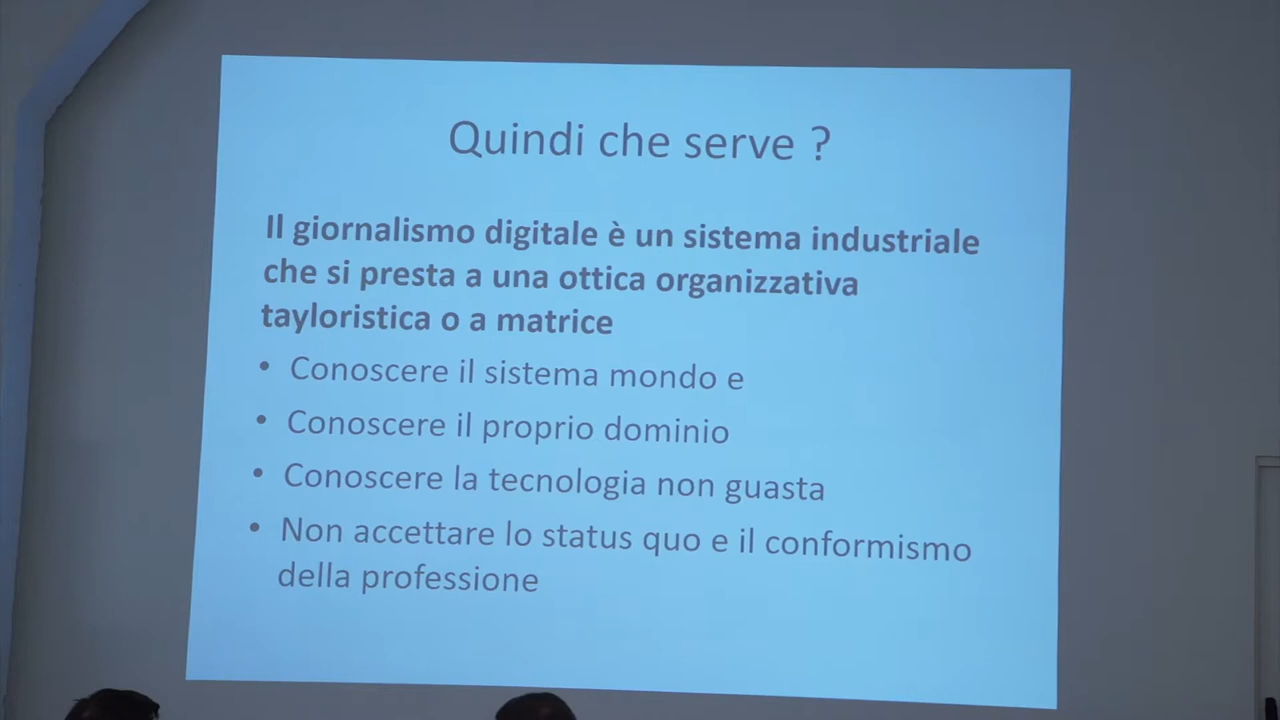 Quindi che serve ?
Il giornalismo digitale è un sistema industriale
che si presta a una ottica organizzativa
tayloristica o a matrice
• Conoscere il sistema mondo e
• Conoscere il proprio dominio
• Conoscere la tecnologia non guasta
• Non accettare lo status quo e il conformismo
della professione